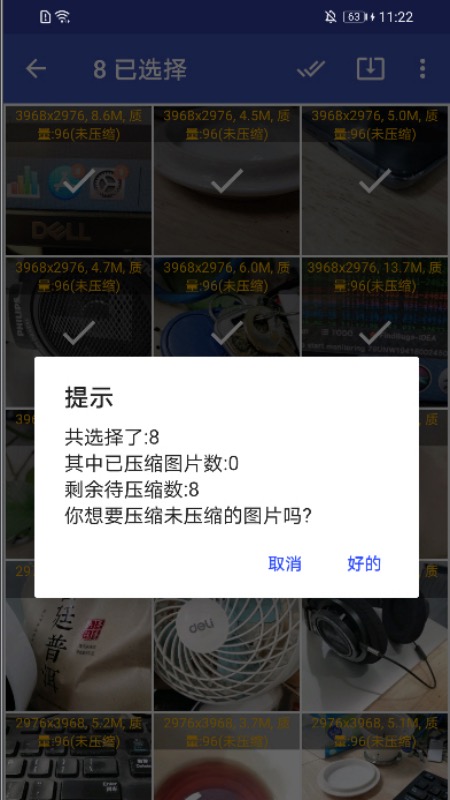 63
11:22
8 已选择
3968x2976, 8.6M, 质
量:96(未压缩)
3968x2976, 4.5M, 质
量:96(未压缩)
3968x2976, 5.0M, 质
量:96(未压缩)
DELL
3968x2976, 4.7M, 质
量:96(未压缩)
3968x2976, 6.0M, 质
量:96(未压缩)
3968x2976, 13.7M, 质
量:96(未压缩)
PHILIPS
提示
共选择了:8
其中已压缩图片数:0
剩余待压缩数:8
你想要压缩未压缩的图片吗?
取消
好的
廷
普
洱
deli
2976x3968, 5.2M, 质
量:96(未压缩)
2976x3968, 3.7M, 质
量:96(未压缩)
2976x3968, 5.1M, 质
量:96(未压缩)